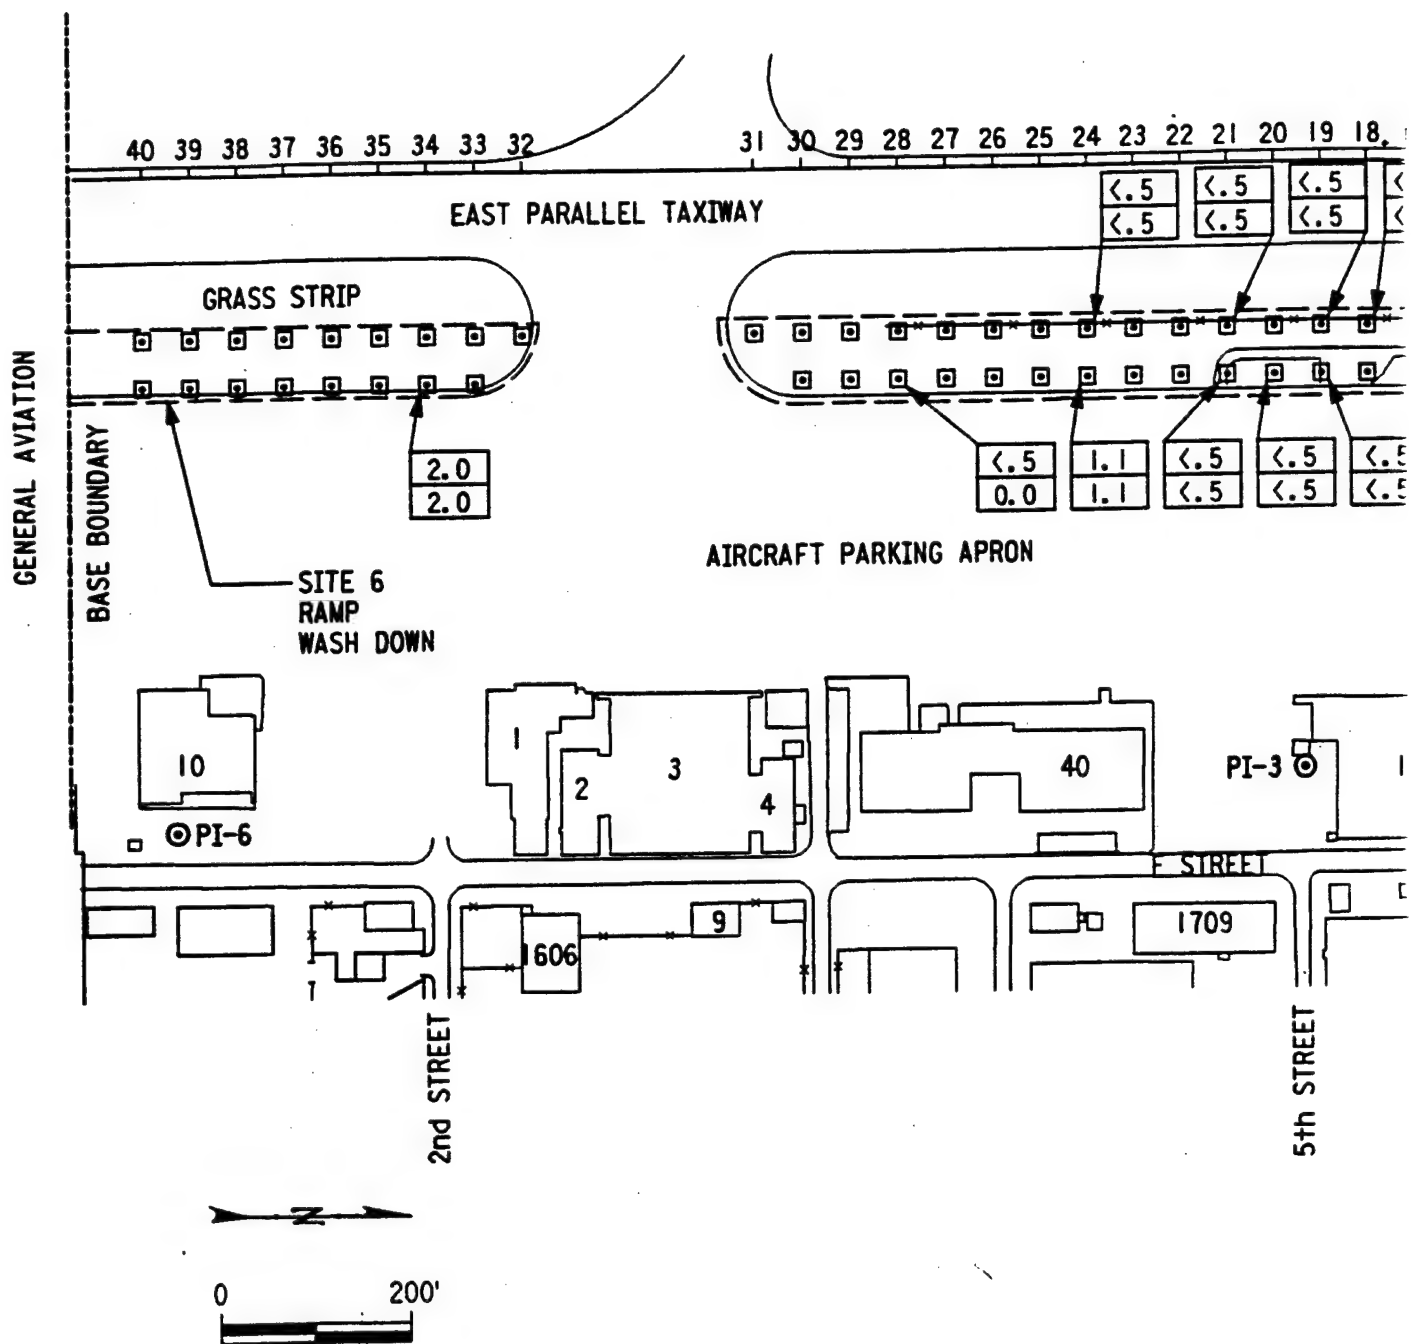 40 39 38 37 36 35 34 33 32 31 30 29 28 27 26 25 24 23 22 21 20 19 18
EAST PARALLEL TAXIWAY
<.5 <.5 <.5 <
<.5 <.5 <.5 <
GRASS STRIP
GENERAL AVIATION
BASE BOUNDARY
2.0 <.5 1.1 <.5 <.5 <.5
2.0 0.0 1.1 <.5 <.5 <.5
AIRCRAFT PARKING APRON
SITE 6
RAMP
WASH DOWN
10
1
2
3
4
40
PI-3
PI-6
F STREET
1606
9
1709
2nd STREET
5th STREET
N
0 200'